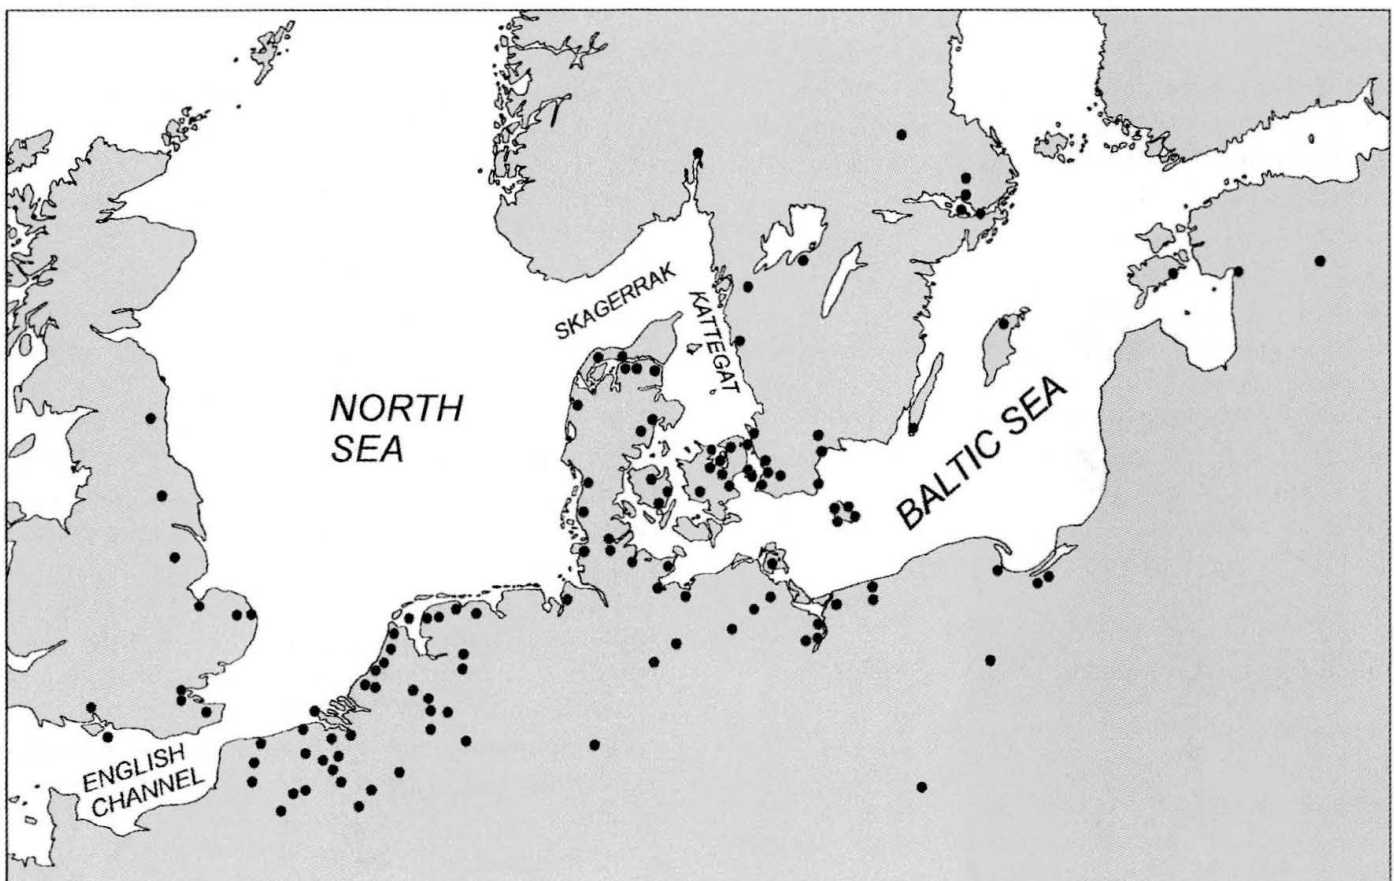 SKAGERRAK
KATTEGAT
NORTH
SEA
BALTIC SEA
ENGLISH
CHANNEL